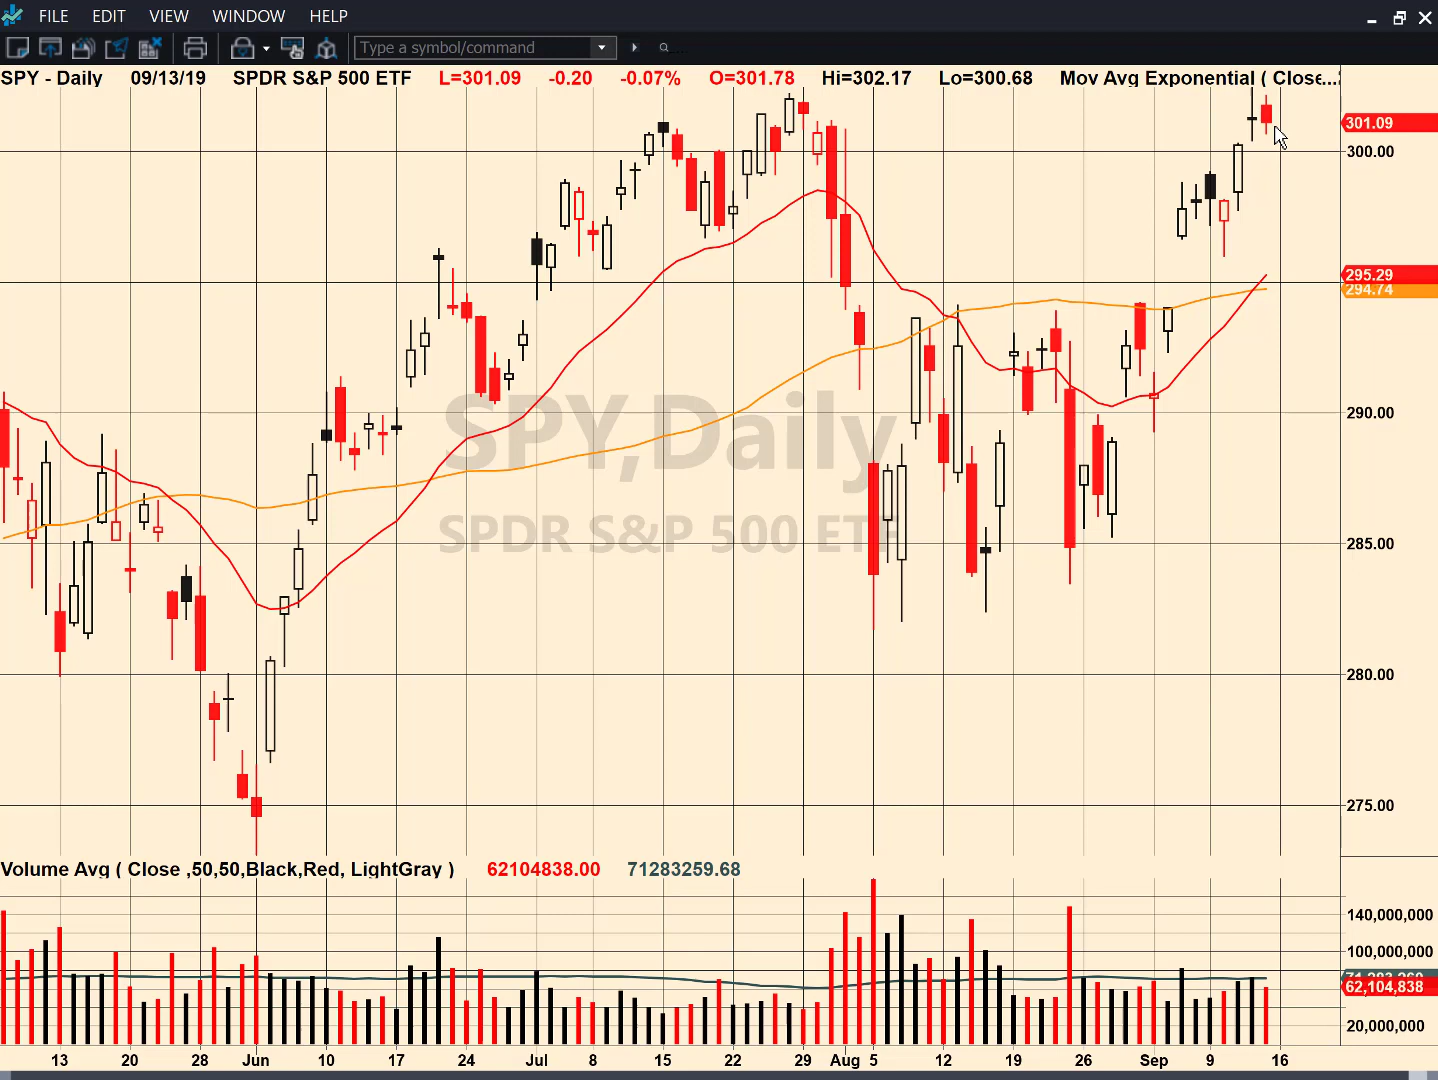 FILE EDIT VIEW WINDOW HELP
Type a symbol/command
SPY - Daily 09/13/19 SPDR S&P 500 ETF L=301.09 -0.20 -0.07% O=301.78 Hi=302.17 Lo=300.68 Mov Avg Exponential ( Close...
301.09
300.00
295.29
294.74
SPY,Daily
290.00
SPDR S&P 500 ETF
285.00
280.00
275.00
Volume Avg ( Close ,50,50,Black,Red, LightGray ) 62104838.00 71283259.68
140,000,000
100,000,000
71,283,260
62,104,838
20,000,000
13 20 28 Jun 10 17 24 Jul 8 15 22 29 Aug 5 12 19 26 Sep 9 16